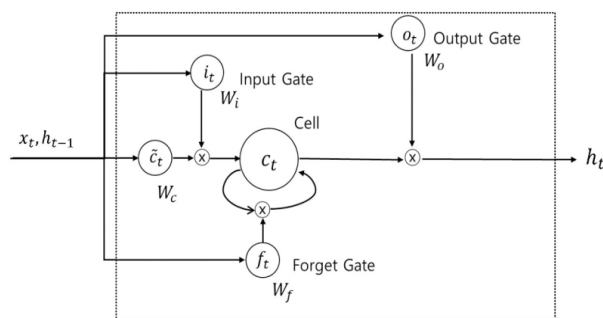 o_t Output Gate
W_o
i_t Input Gate
W_i
Cell
x_t, h_{t-1}
c̃_t x c_t x h_t
W_c
x
f_t Forget Gate
W_f